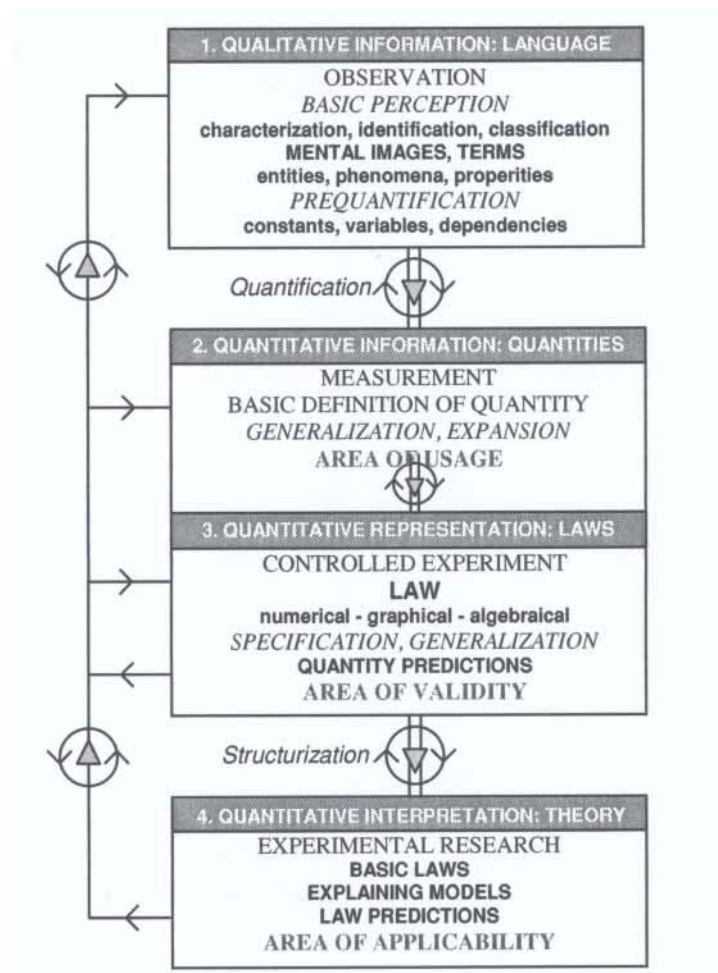 1. QUALITATIVE INFORMATION: LANGUAGE
OBSERVATION
BASIC PERCEPTION
characterization, identification, classification
MENTAL IMAGES, TERMS
entities, phenomena, properities
PREQUANTIFICATION
constants, variables, dependencies
Quantification
2. QUANTITATIVE INFORMATION: QUANTITIES
MEASUREMENT
BASIC DEFINITION OF QUANTITY
GENERALIZATION, EXPANSION
AREA OF USAGE
3. QUANTITATIVE REPRESENTATION: LAWS
CONTROLLED EXPERIMENT
LAW
numerical - graphical - algebraical
SPECIFICATION, GENERALIZATION
QUANTITY PREDICTIONS
AREA OF VALIDITY
Structurization
4. QUANTITATIVE INTERPRETATION: THEORY
EXPERIMENTAL RESEARCH
BASIC LAWS
EXPLAINING MODELS
LAW PREDICTIONS
AREA OF APPLICABILITY